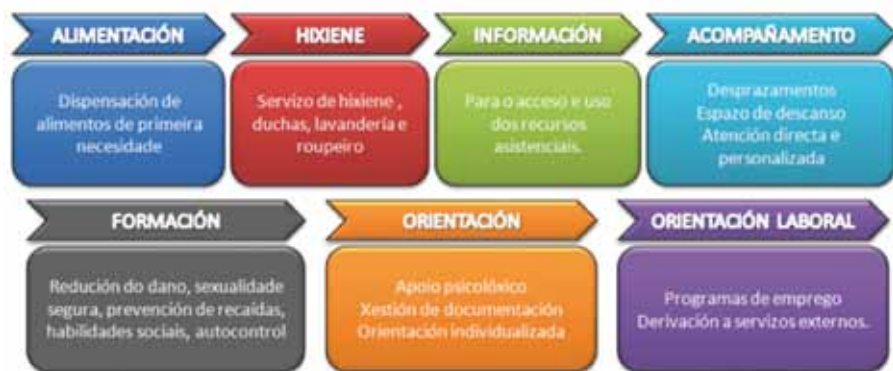 ALIMENTACIÓN
Dispensación de
alimentos de primeira
necesidade
HIXIENE
Servizo de hixiene ,
duchas, lavandería e
roupeiro
INFORMACIÓN
Para o acceso e uso
dos recursos
asistenciais.
ACOMPAÑAMENTO
Desprazamentos
Espazo de descanso
Atención directa e
personalizada
FORMACIÓN
Redución do dano, sexualidade
segura, prevención de recaídas,
habilidades sociais, autocontrol
ORIENTACIÓN
Apoio psicolóxico
Xestión de documentación
Orientación individualizada
ORIENTACIÓN LABORAL
Programas de emprego
Derivación a servizos externos.